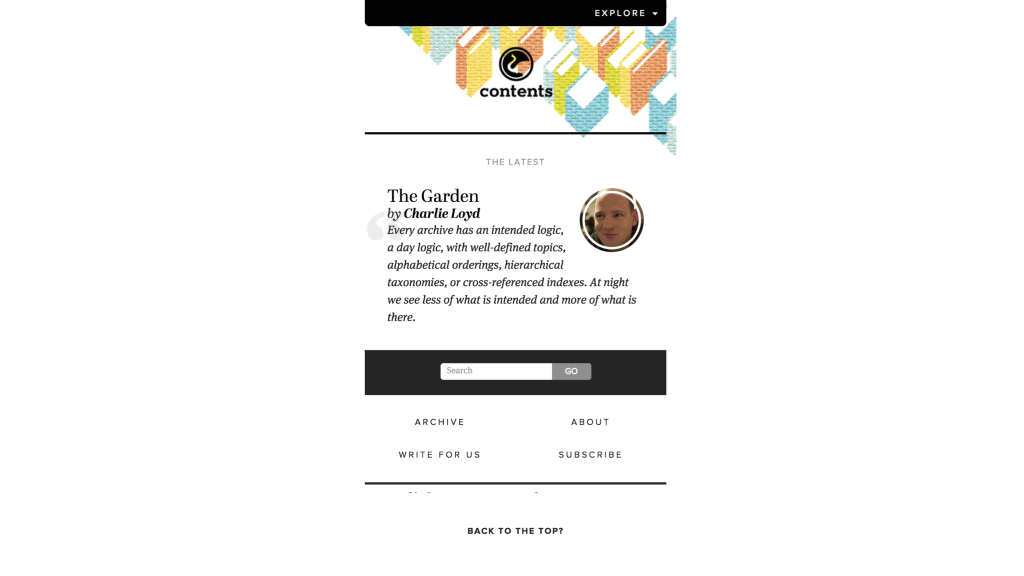 EXPLORE
contents
THE LATEST
The Garden
by Charlie Loyd
Every archive has an intended logic,
a day logic, with well-defined topics,
alphabetical orderings, hierarchical
taxonomies, or cross-referenced indexes. At night
we see less of what is intended and more of what is
there.
Search GO
ARCHIVE ABOUT
WRITE FOR US SUBSCRIBE
BACK TO THE TOP?